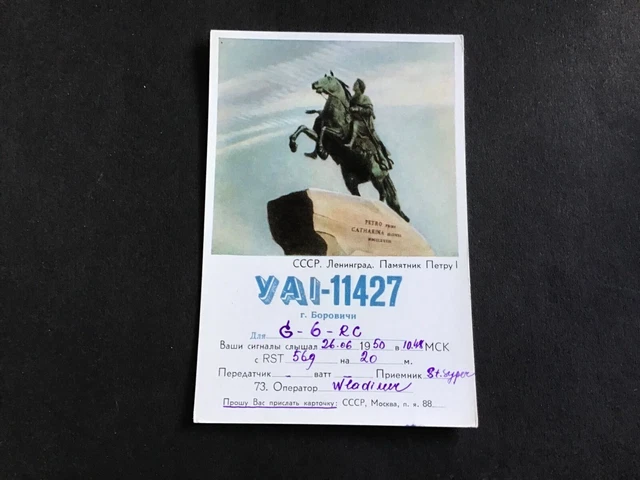 PETRO primo
CATHARINA secunda
MDCCLXXXII
СССР. Ленинград. Памятник Петру I
УА1-11427
г. Боровичи
Для G-6-RC
Ваши сигналы слышал 26.06 1950 в 10.48 МСК
с RST 569 на 20 м.
Передатчик – ватт – Приемник
73. Оператор Wladimir
Прошу Вас прислать карточку: СССР, Москва, п. я. 88